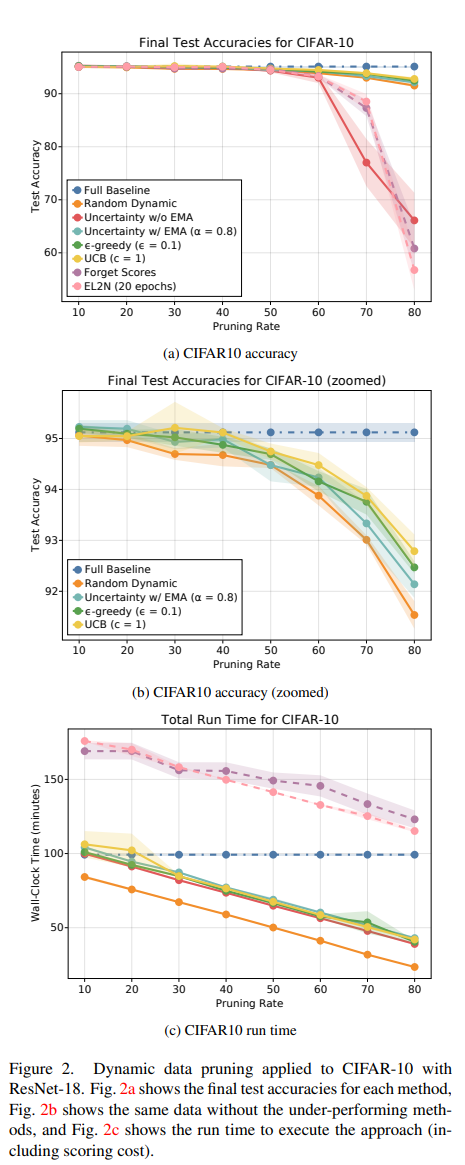 Final Test Accuracies for CIFAR-10
90
80
70
60
Test Accuracy
Full Baseline
Random Dynamic
Uncertainty w/o EMA
Uncertainty w/ EMA (α = 0.8)
ϵ-greedy (ϵ = 0.1)
UCB (c = 1)
Forget Scores
EL2N (20 epochs)
10 20 30 40 50 60 70 80
Pruning Rate
(a) CIFAR10 accuracy
Final Test Accuracies for CIFAR-10 (zoomed)
95
94
93
92
Test Accuracy
Full Baseline
Random Dynamic
Uncertainty w/ EMA (α = 0.8)
ϵ-greedy (ϵ = 0.1)
UCB (c = 1)
10 20 30 40 50 60 70 80
Pruning Rate
(b) CIFAR10 accuracy (zoomed)
Total Run Time for CIFAR-10
150
100
50
Wall-Clock Time (minutes)
10 20 30 40 50 60 70 80
Pruning Rate
(c) CIFAR10 run time
Figure 2. Dynamic data pruning applied to CIFAR-10 with
ResNet-18. Fig. 2a shows the final test accuracies for each method,
Fig. 2b shows the same data without the under-performing meth-
ods, and Fig. 2c shows the run time to execute the approach (in-
cluding scoring cost).